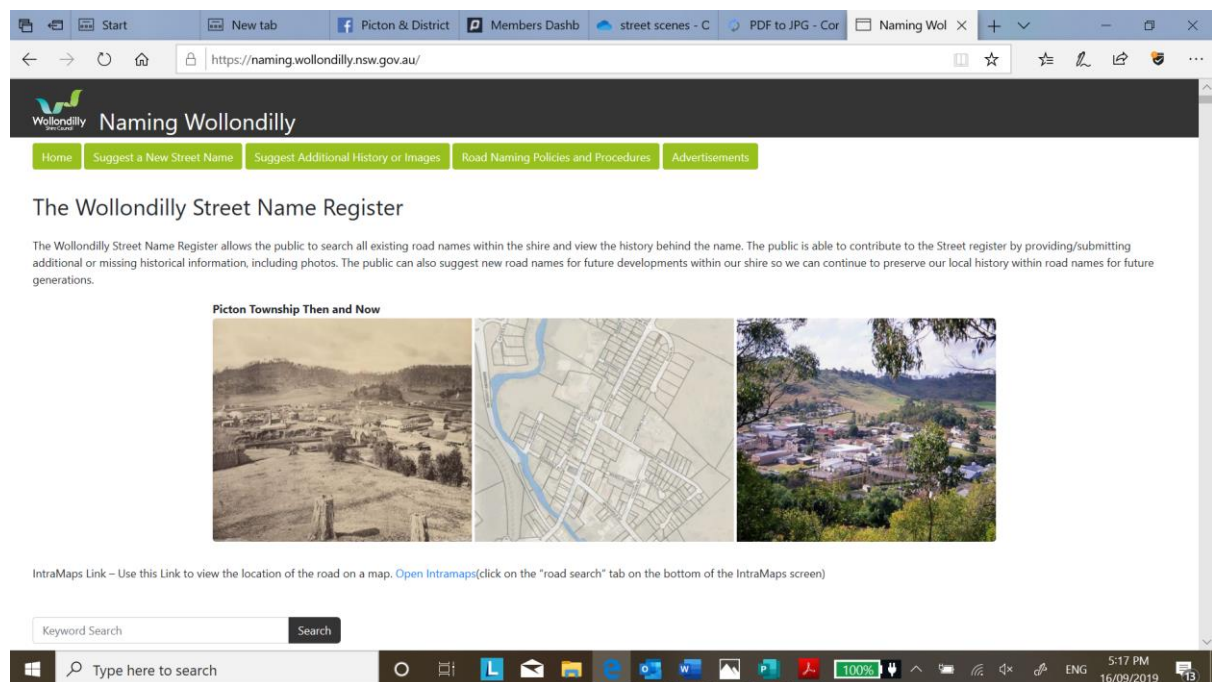 Start
New tab
Picton & District
Members Dashb
street scenes - C
PDF to JPG - Cor
Naming Wol
https://naming.wollondilly.nsw.gov.au/
Wollondilly
Shire Council
Naming Wollondilly
Home
Suggest a New Street Name
Suggest Additional History or Images
Road Naming Policies and Procedures
Advertisements
The Wollondilly Street Name Register
The Wollondilly Street Name Register allows the public to search all existing road names within the shire and view the history behind the name. The public is able to contribute to the Street register by providing/submitting
additional or missing historical information, including photos. The public can also suggest new road names for future developments within our shire so we can continue to preserve our local history within road names for future
generations.
Picton Township Then and Now
IntraMaps Link – Use this Link to view the location of the road on a map. Open Intramaps(click on the "road search" tab on the bottom of the IntraMaps screen)
Keyword Search
Search
Type here to search
100%
ENG
5:17 PM
16/09/2019
13